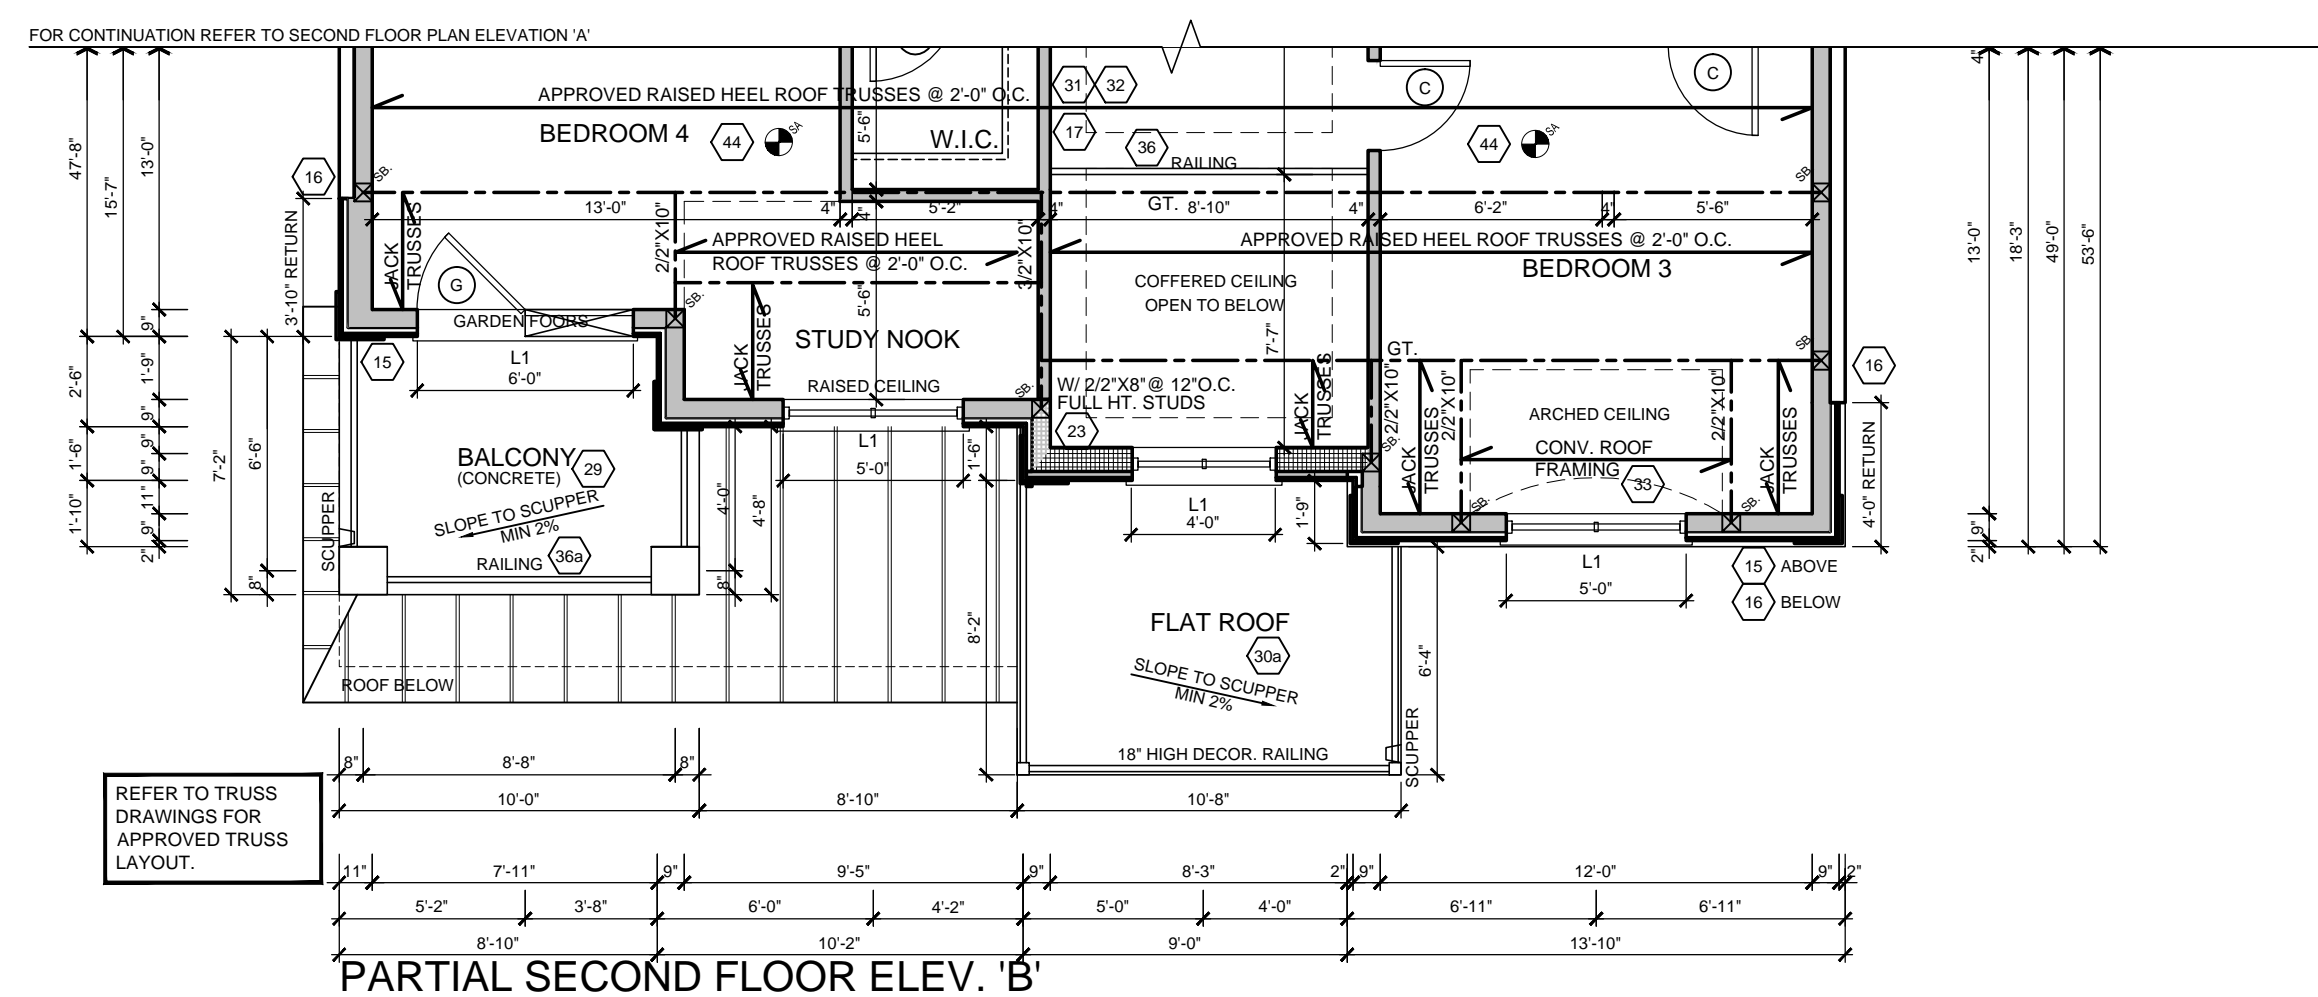 FOR CONTINUATION REFER TO SECOND FLOOR PLAN ELEVATION 'A'
APPROVED RAISED HEEL ROOF TRUSSES @ 2'-0" O.C.
BEDROOM 4
44
SA
5'-6"
W.I.C.
31
32
17
36
RAILING
C
C
44
SA
4"
47'-8"
15'-7"
13'-0"
16
SB.
SB.
13'-0"
4"
4"
5'-2"
4"
GT.
8'-10"
4"
6'-2"
4"
5'-6"
3'-10" RETURN
JACK
TRUSSES
2/2"X10"
APPROVED RAISED HEEL
ROOF TRUSSES @ 2'-0" O.C.
3/2"X10"
APPROVED RAISED HEEL ROOF TRUSSES @ 2'-0" O.C.
BEDROOM 3
13'-0"
18'-3"
49'-0"
53'-6"
G
SB.
GARDEN FOORS
5'-6"
COFFERED CEILING
OPEN TO BELOW
9"
15
L1
6'-0"
JACK
TRUSSES
STUDY NOOK
7'-7"
GT.
SB.
16
2'-6"
1'-9"
RAISED CEILING
SB.
W/ 2/2"X8"@ 12"O.C.
FULL HT. STUDS
JACK
TRUSSES
2/2"X10"
JACK
TRUSSES
2/2"X10"
ARCHED CEILING
2/2"X10"
JACK
TRUSSES
9"
23
1'-6"
9"
9"
7'-2"
6'-6"
BALCONY
(CONCRETE)
29
L1
5'-0"
1'-6"
SB.
CONV. ROOF
FRAMING
33
SB.
SB.
4'-0" RETURN
1'-10"
11"
9"
2"
SCUPPER
SLOPE TO SCUPPER
MIN 2%
4'-0"
4'-8"
L1
4'-0"
1'-9"
9"
2"
RAILING
36a
8"
8"
L1
5'-0"
15
ABOVE
16
BELOW
8'-2"
FLAT ROOF
30a
SLOPE TO SCUPPER
MIN 2%
6'-4"
ROOF BELOW
SCUPPER
18" HIGH DECOR. RAILING
8"
8'-8"
8"
REFER TO TRUSS
DRAWINGS FOR
APPROVED TRUSS
LAYOUT.
10'-0"
8'-10"
10'-8"
11"
7'-11"
9"
9'-5"
9"
8'-3"
2"
9"
12'-0"
9"
2"
5'-2"
3'-8"
6'-0"
4'-2"
5'-0"
4'-0"
6'-11"
6'-11"
8'-10"
10'-2"
9'-0"
13'-10"
PARTIAL SECOND FLOOR ELEV. 'B'